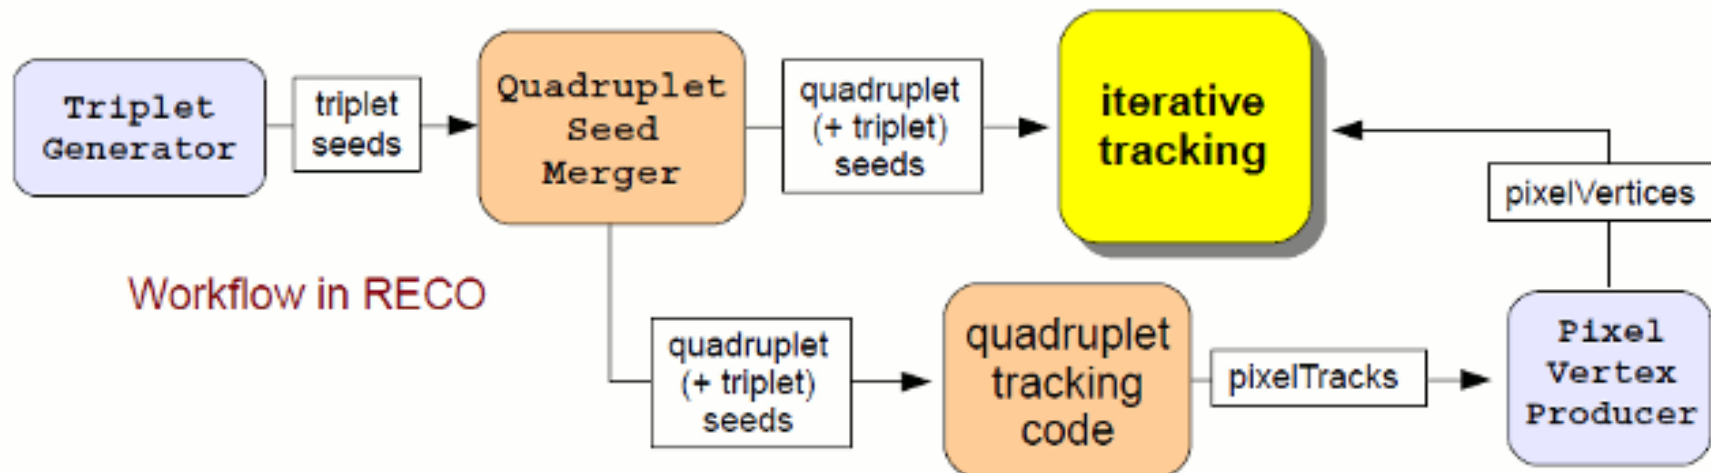 Triplet
Generator
triplet
seeds
Quadruplet
Seed
Merger
quadruplet
(+ triplet)
seeds
iterative
tracking
pixelVertices
Workflow in RECO
quadruplet
(+ triplet)
seeds
quadruplet
tracking
code
pixelTracks
Pixel
Vertex
Producer